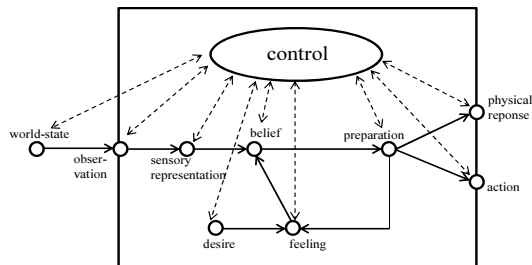 control
physical
reponse
world-state
belief
preparation
obser-
vation
sensory
representation
action
desire
feeling